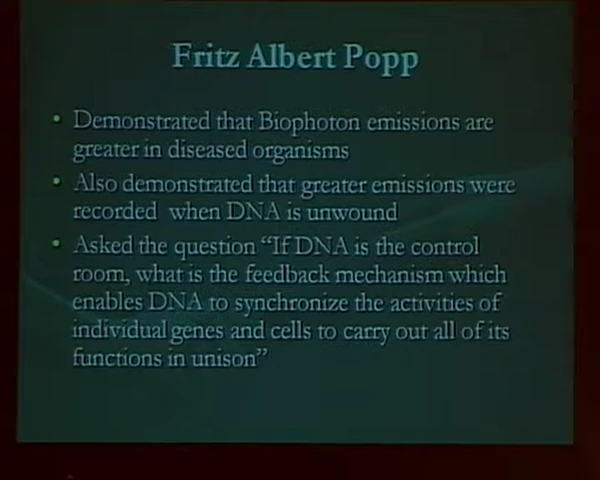 Fritz Albert Popp
• Demonstrated that Biophoton emissions are
greater in diseased organisms
• Also demonstrated that greater emissions were
recorded when DNA is unwound
• Asked the question “If DNA is the control
room, what is the feedback mechanism which
enables DNA to synchronize the activities of
individual genes and cells to carry out all of its
functions in unison”